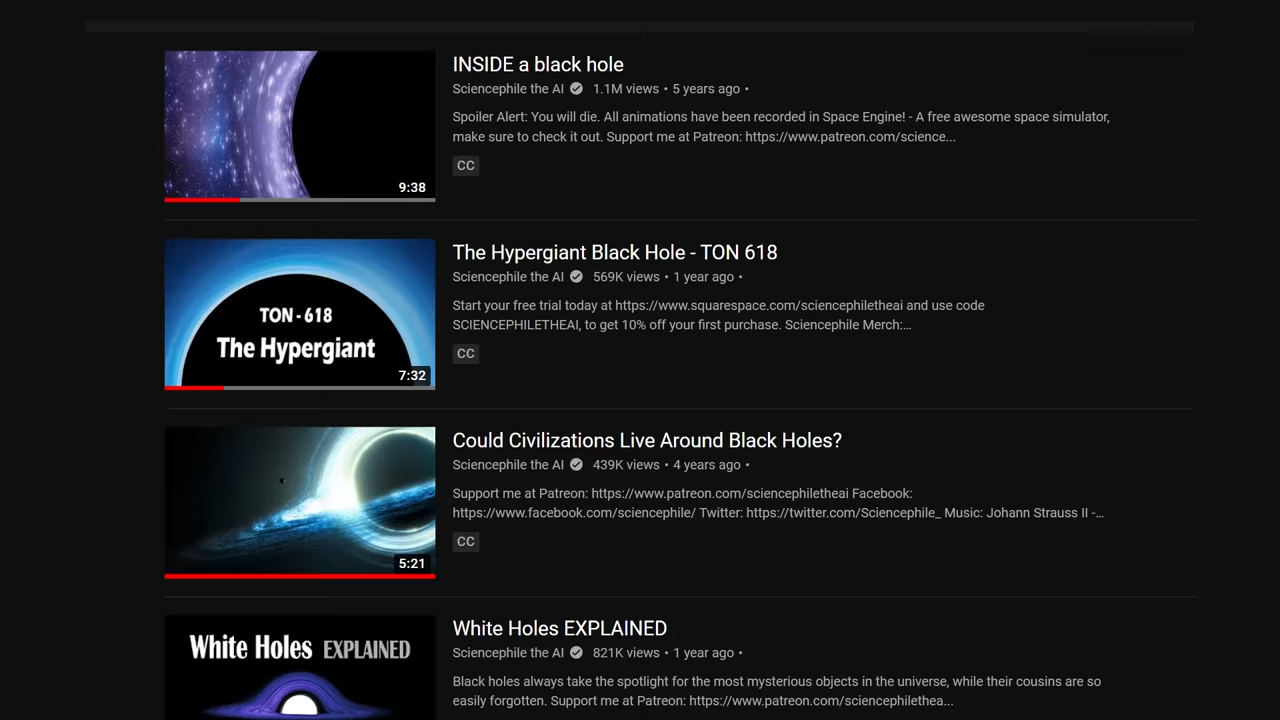 INSIDE a black hole
Sciencephile the AI 1.1M views • 5 years ago •
Spoiler Alert: You will die. All animations have been recorded in Space Engine! - A free awesome space simulator,
make sure to check it out. Support me at Patreon: https://www.patreon.com/science...
CC
9:38
TON - 618
The Hypergiant
7:32
The Hypergiant Black Hole - TON 618
Sciencephile the AI 569K views • 1 year ago •
Start your free trial today at https://www.squarespace.com/sciencephiletheai and use code
SCIENCEPHILETHEAI, to get 10% off your first purchase. Sciencephile Merch:...
CC
Could Civilizations Live Around Black Holes?
Sciencephile the AI 439K views • 4 years ago •
Support me at Patreon: https://www.patreon.com/sciencephiletheai Facebook:
https://www.facebook.com/sciencephile/ Twitter: https://twitter.com/Sciencephile_ Music: Johann Strauss II -...
CC
5:21
White Holes EXPLAINED
White Holes EXPLAINED
Sciencephile the AI 821K views • 1 year ago •
Black holes always take the spotlight for the most mysterious objects in the universe, while their cousins are so
easily forgotten. Support me at Patreon: https://www.patreon.com/sciencephilethea...